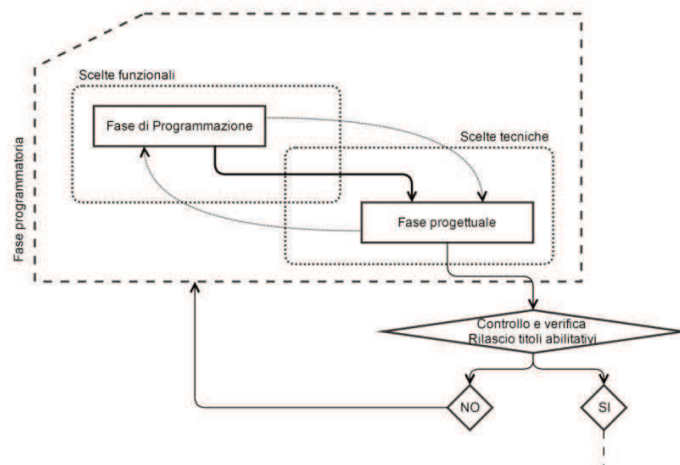 Scelte funzionali
Fase di Programmazione
Scelte tecniche
Fase progettuale
Fase programmatoria
Controllo e verifica
Rilascio titoli abilitativi
NO
SI